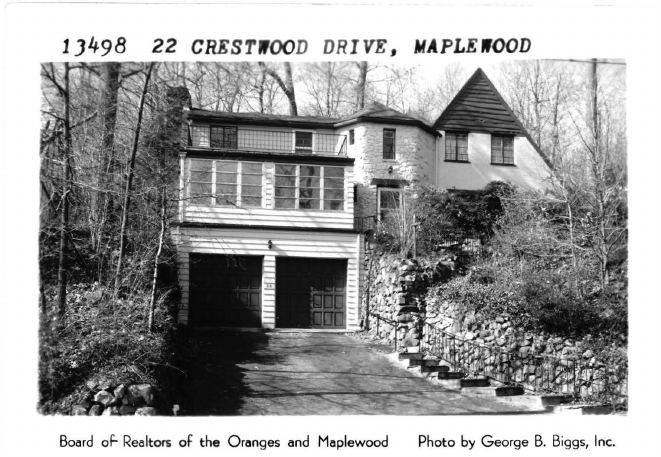 13498 22 CRESTWOOD DRIVE, MAPLEWOOD
Board of Realtors of the Oranges and Maplewood Photo by George B. Biggs, Inc.